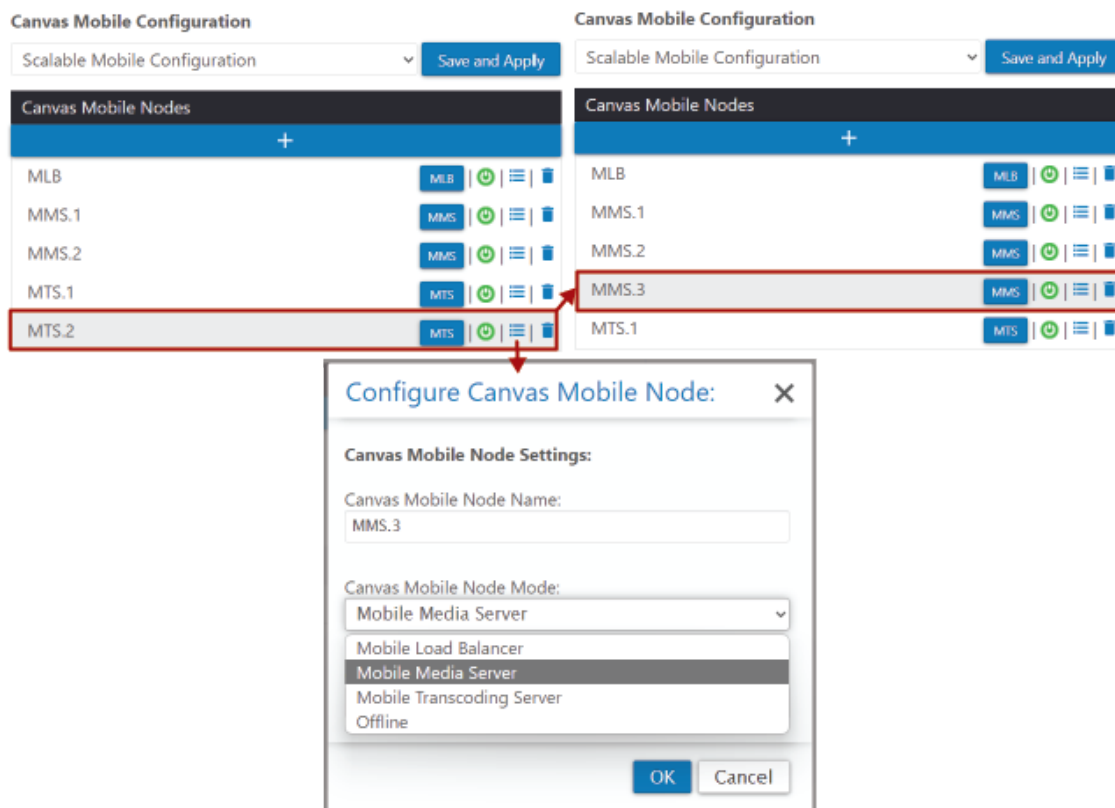 Canvas Mobile Configuration
Scalable Mobile Configuration Save and Apply
Canvas Mobile Nodes
+
MLB MLB | | |
MMS.1 MMS | | |
MMS.2 MMS | | |
MTS.1 MTS | | |
MTS.2 MTS | | |
Canvas Mobile Configuration
Scalable Mobile Configuration Save and Apply
Canvas Mobile Nodes
+
MLB MLB | | |
MMS.1 MMS | | |
MMS.2 MMS | | |
MMS.3 MMS | | |
MTS.1 MTS | | |
Configure Canvas Mobile Node:
Canvas Mobile Node Settings:
Canvas Mobile Node Name:
MMS.3
Canvas Mobile Node Mode:
Mobile Media Server
Mobile Load Balancer
Mobile Media Server
Mobile Transcoding Server
Offline
OK Cancel